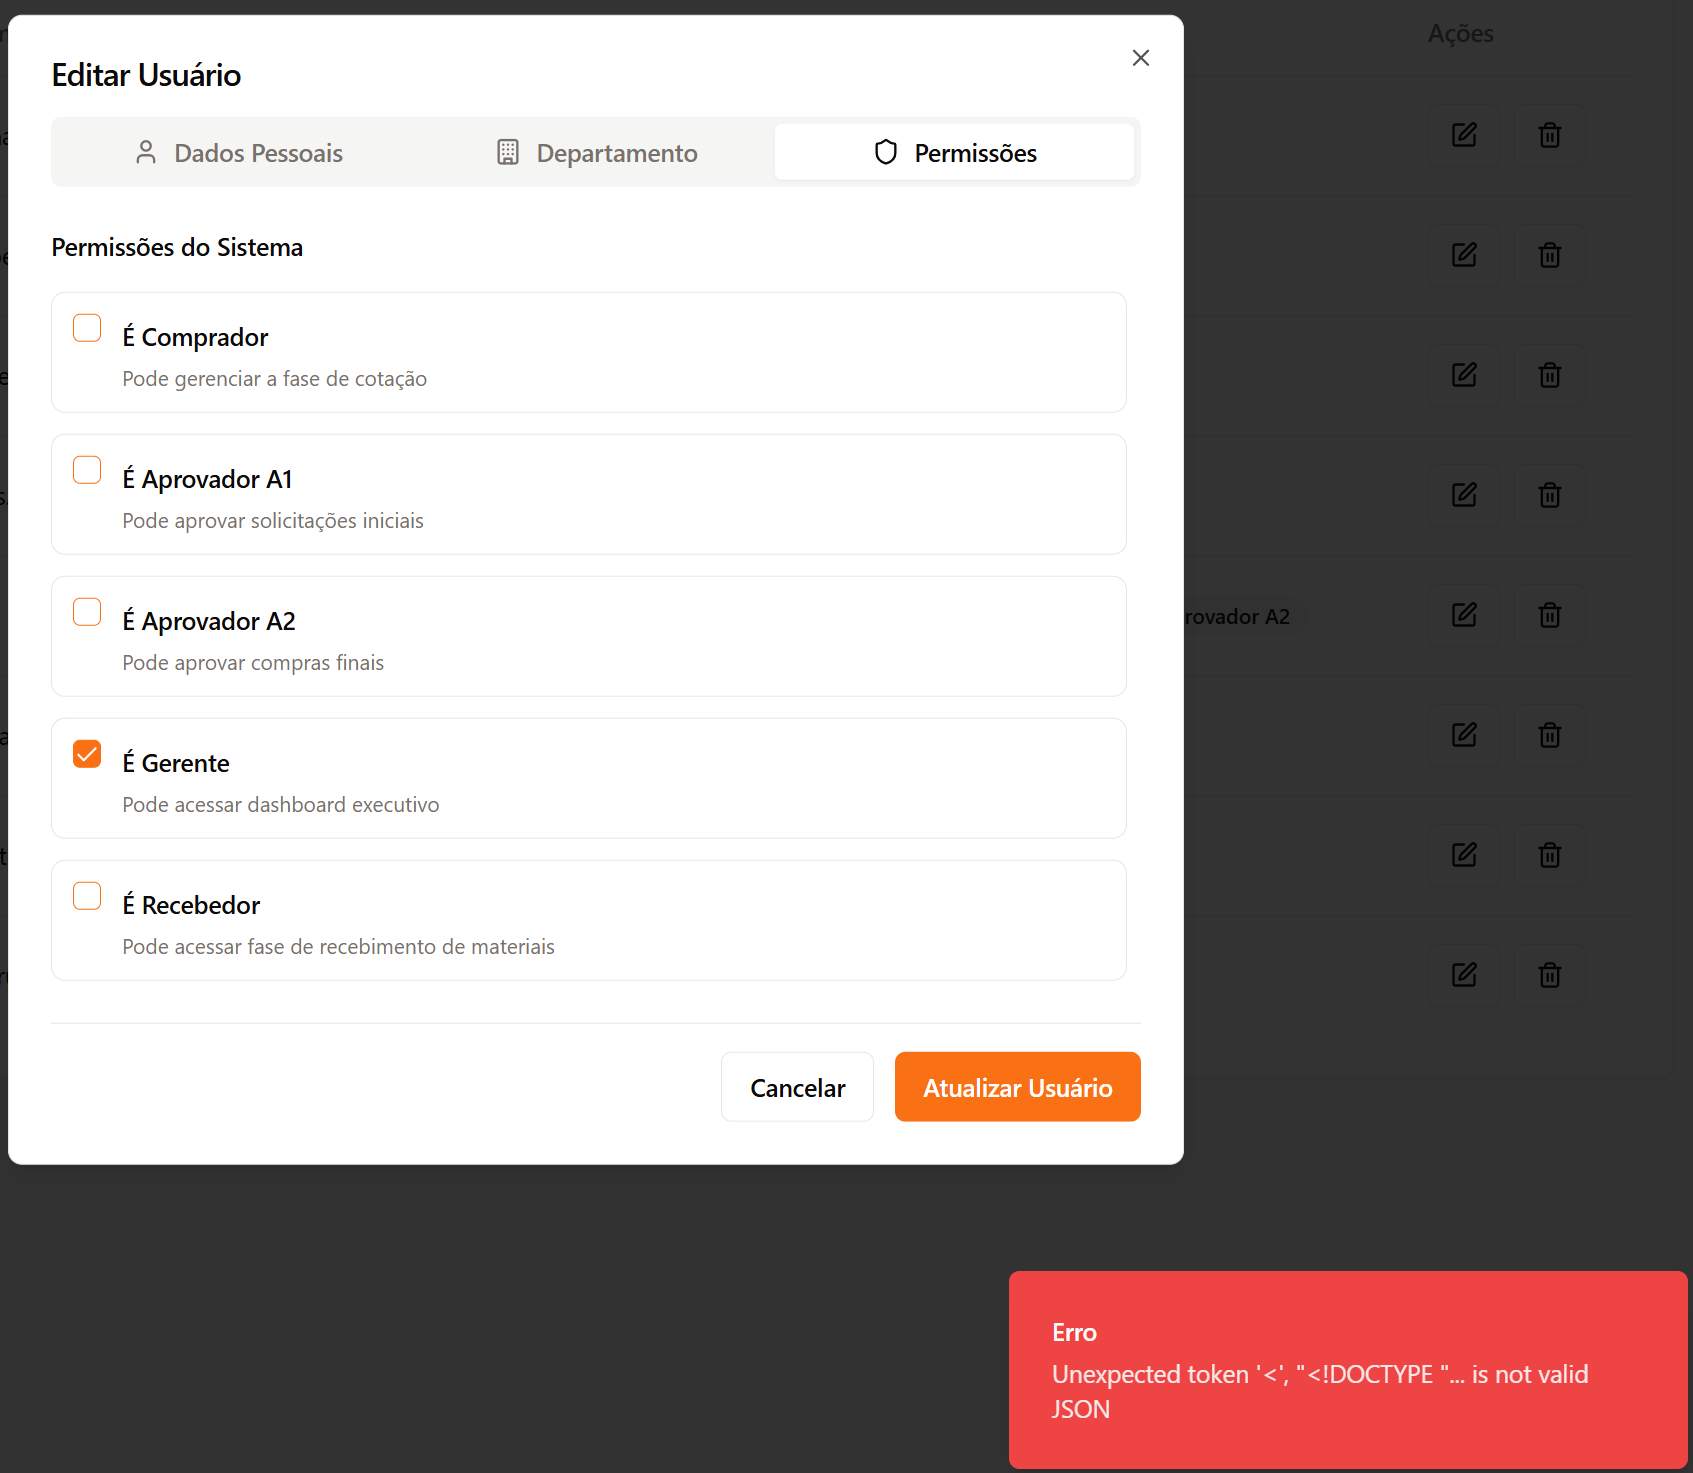 Ações
Editar Usuário
Dados Pessoais
Departamento
Permissões
Permissões do Sistema
É Comprador
Pode gerenciar a fase de cotação
É Aprovador A1
Pode aprovar solicitações iniciais
É Aprovador A2
Pode aprovar compras finais
rovador A2
É Gerente
Pode acessar dashboard executivo
É Recebedor
Pode acessar fase de recebimento de materiais
Cancelar
Atualizar Usuário
Erro
Unexpected token '<', "<!DOCTYPE "... is not valid
JSON